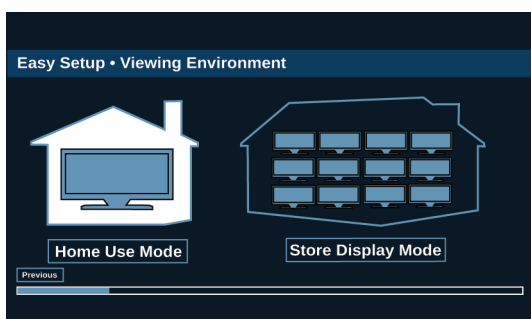 Easy Setup • Viewing Environment
Home Use Mode
Store Display Mode
Previous